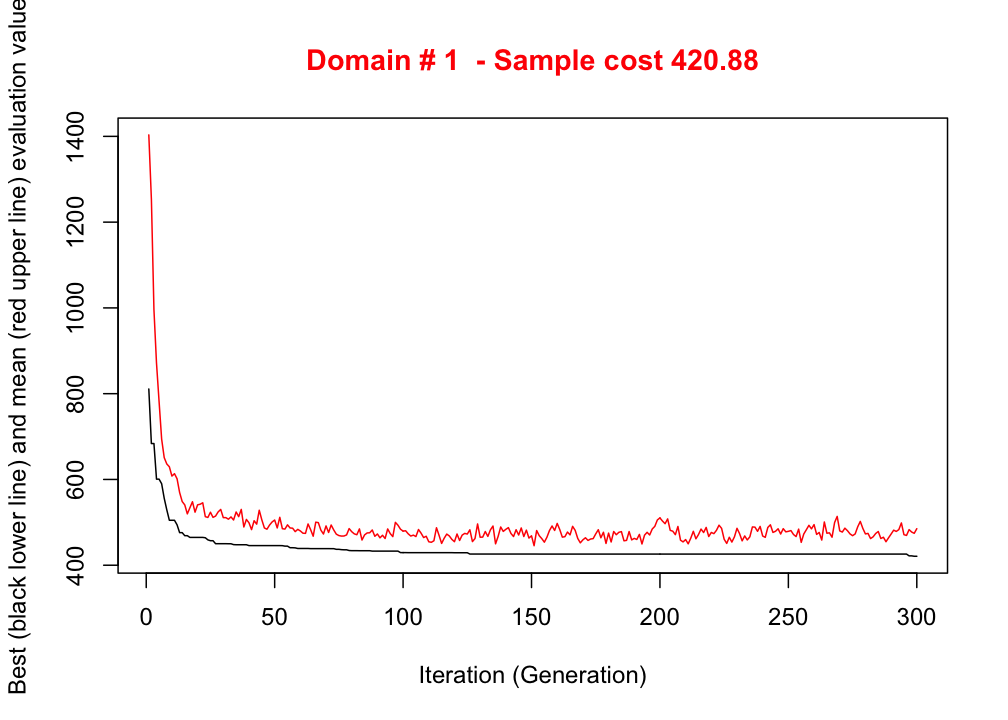 Domain # 1  - Sample cost 420.88
Best (black lower line) and mean (red upper line) evaluation value
1400
1200
1000
800
600
400
0 50 100 150 200 250 300
Iteration (Generation)